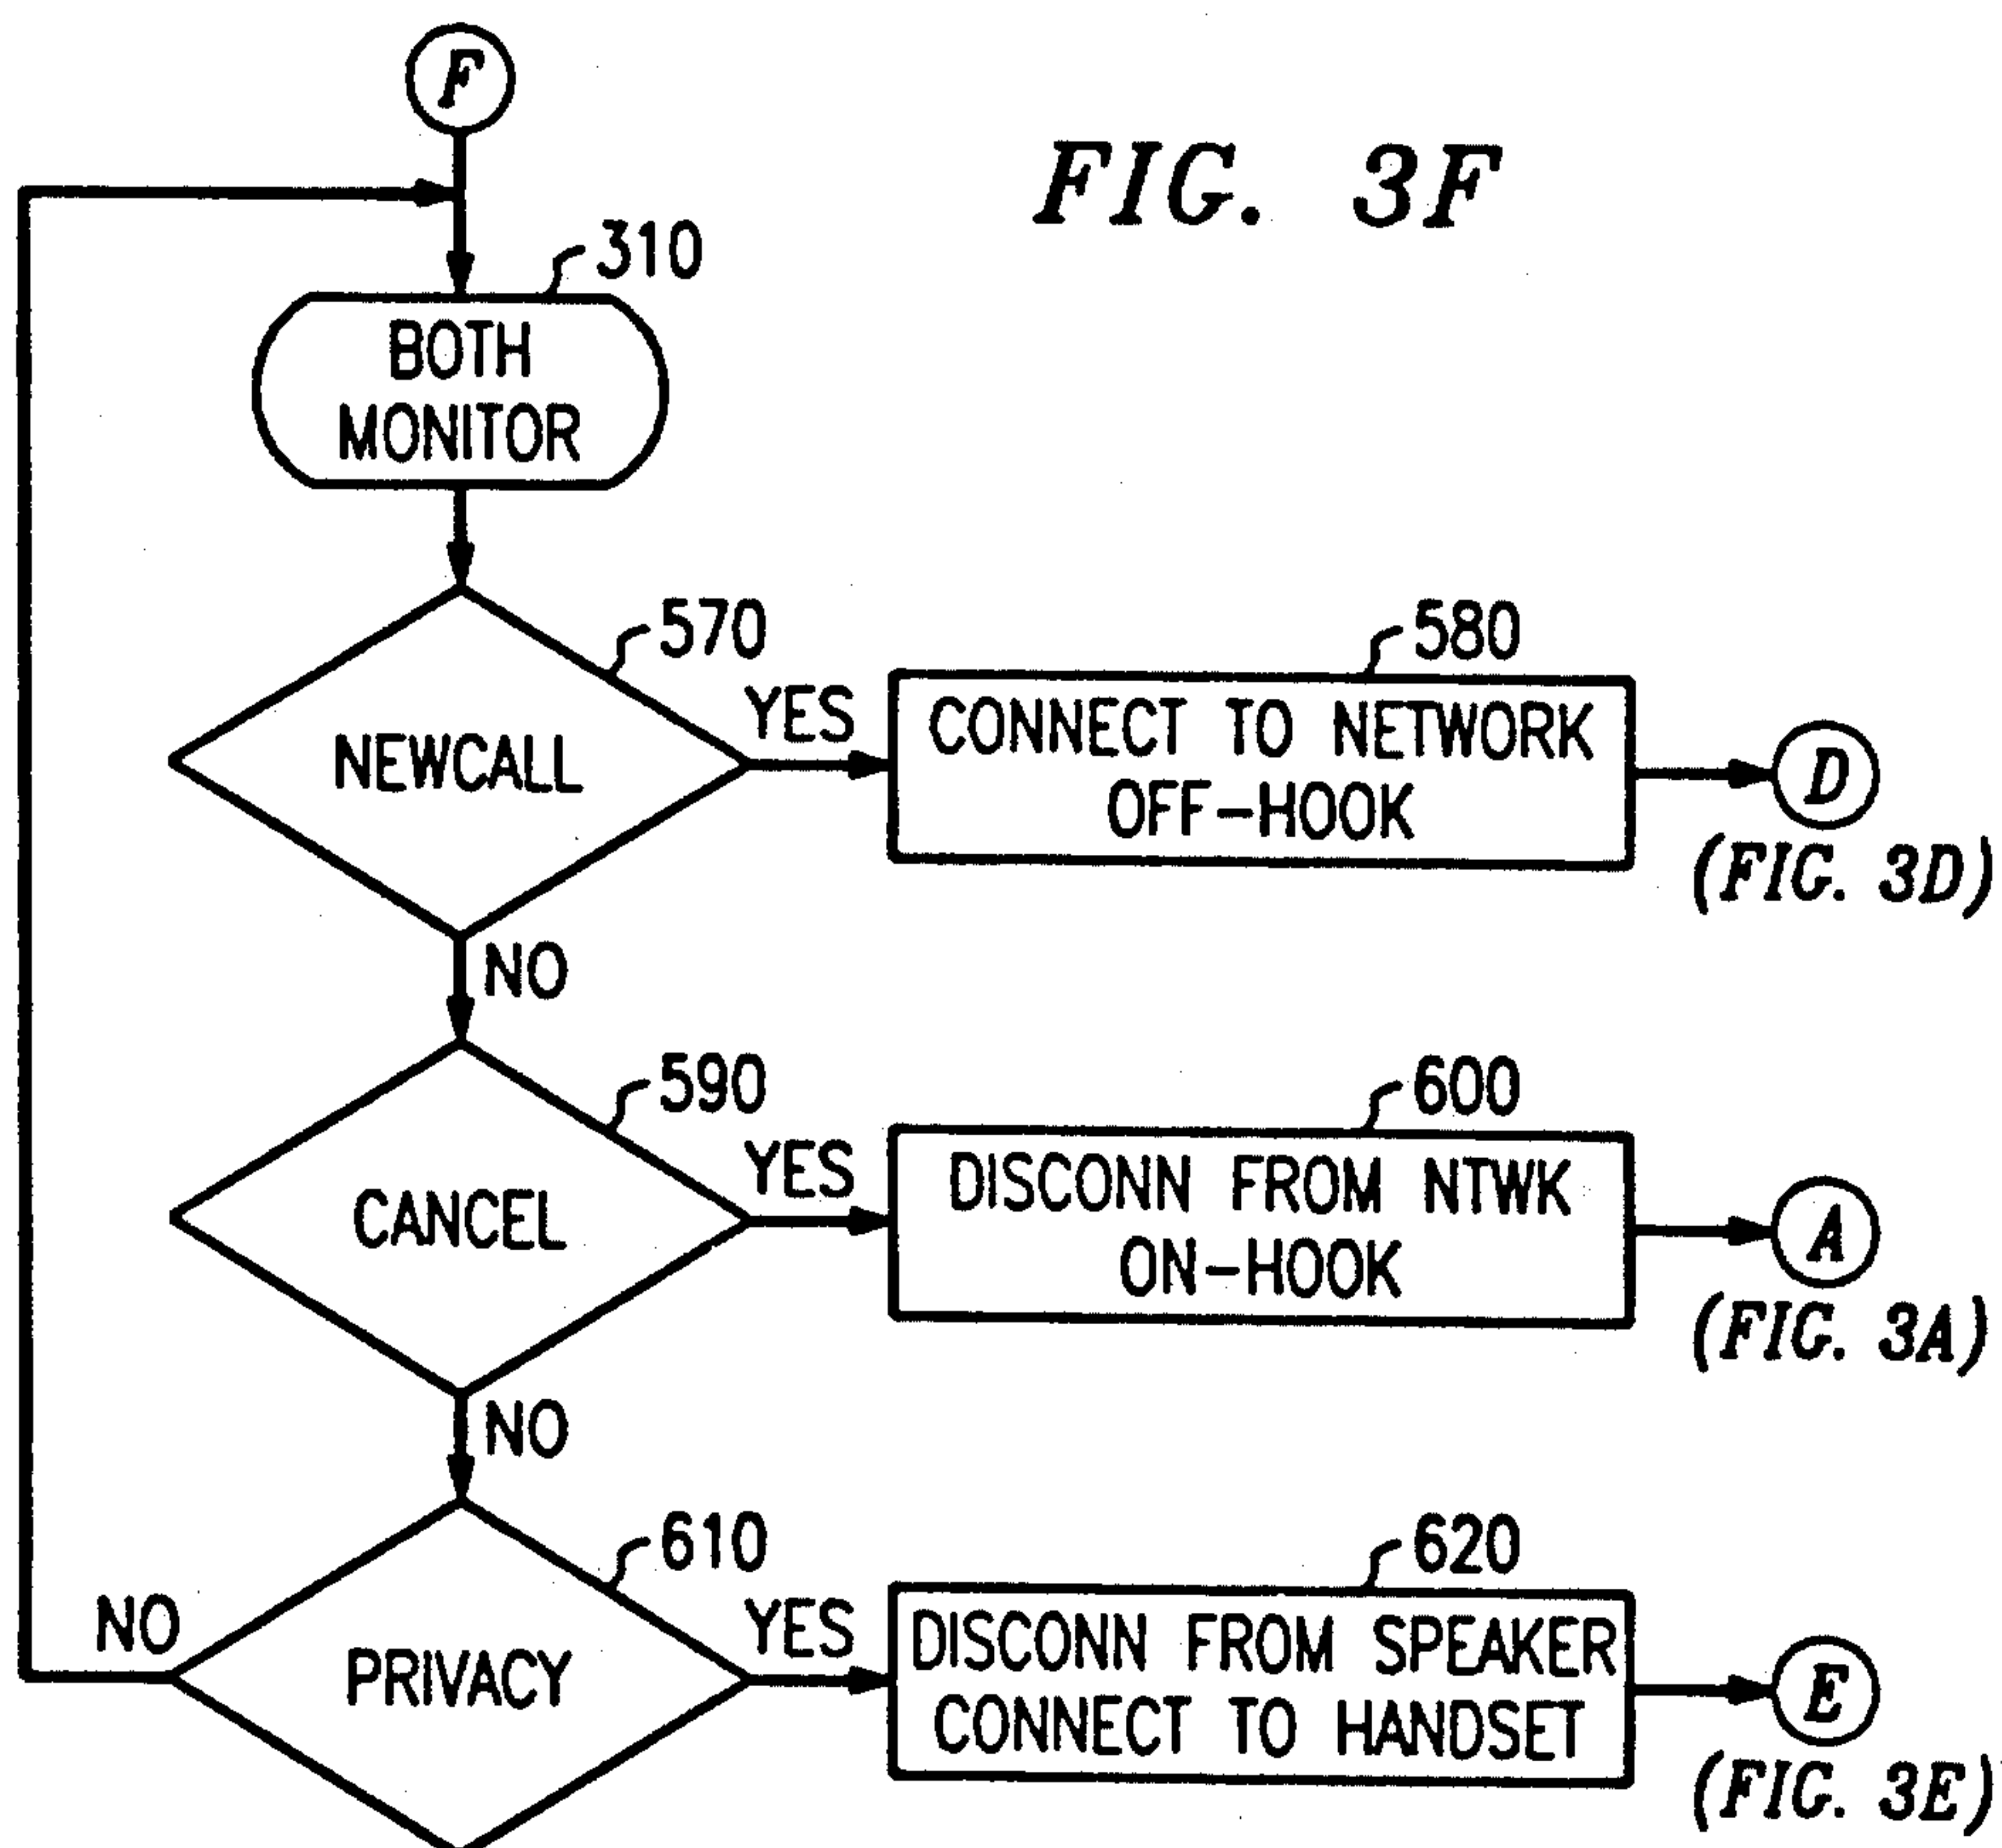 F
FIG. 3F
310
BOTH
MONITOR
570
NEWCALL
YES
580
CONNECT TO NETWORK
OFF-HOOK
D
(FIG. 3D)
NO
590
CANCEL
YES
600
DISCONN FROM NTWK
ON-HOOK
A
(FIG. 3A)
NO
610
PRIVACY
NO
YES
620
DISCONN FROM SPEAKER
CONNECT TO HANDSET
E
(FIG. 3E)